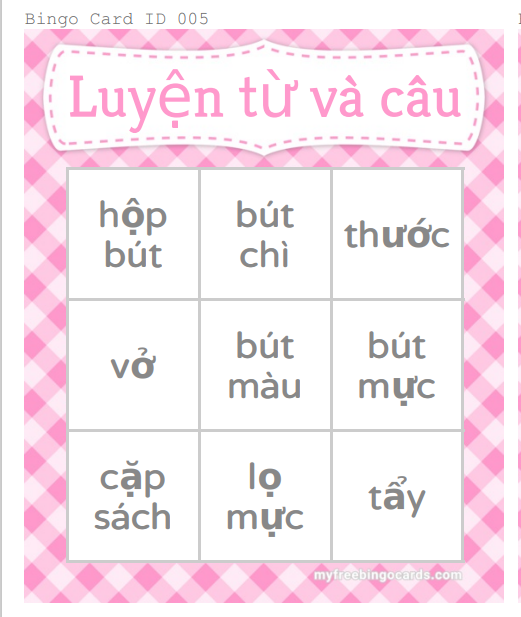 Bingo Card ID 005
Luyện từ và câu
hộp
bút
bút
chì
thước
vở
bút
màu
bút
mực
cặp
sách
lọ
mực
tẩy
myfreebingocards.com